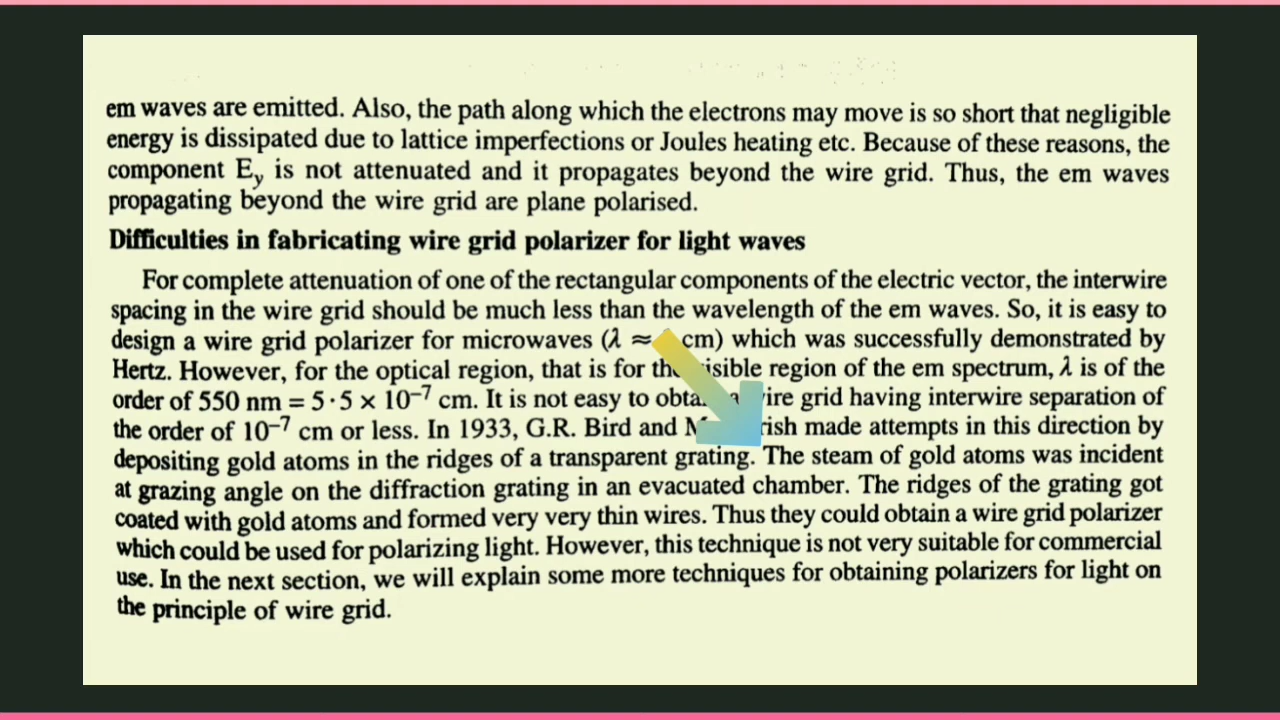 em waves are emitted. Also, the path along which the electrons may move is so short that negligible
energy is dissipated due to lattice imperfections or Joules heating etc. Because of these reasons, the
component E_y is not attenuated and it propagates beyond the wire grid. Thus, the em waves
propagating beyond the wire grid are plane polarised.
Difficulties in fabricating wire grid polarizer for light waves
For complete attenuation of one of the rectangular components of the electric vector, the interwire
spacing in the wire grid should be much less than the wavelength of the em waves. So, it is easy to
design a wire grid polarizer for microwaves (λ ≈ cm) which was successfully demonstrated by
Hertz. However, for the optical region, that is for the visible region of the em spectrum, λ is of the
order of 550 nm = 5·5 × 10⁻⁷ cm. It is not easy to obtain a wire grid having interwire separation of
the order of 10⁻⁷ cm or less. In 1933, G.R. Bird and made attempts in this direction by
depositing gold atoms in the ridges of a transparent grating. The steam of gold atoms was incident
at grazing angle on the diffraction grating in an evacuated chamber. The ridges of the grating got
coated with gold atoms and formed very very thin wires. Thus they could obtain a wire grid polarizer
which could be used for polarizing light. However, this technique is not very suitable for commercial
use. In the next section, we will explain some more techniques for obtaining polarizers for light on
the principle of wire grid.